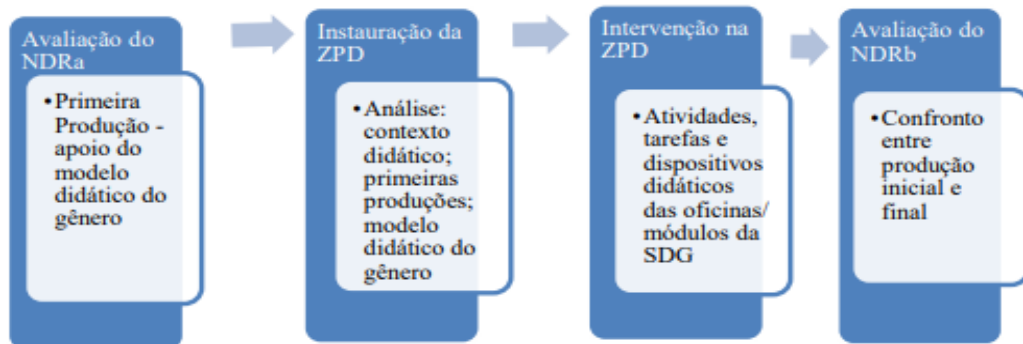 Avaliação do
NDRa
•Primeira
Produção -
apoio do
modelo
didático do
gênero
Instauração da
ZPD
•Análise:
contexto
didático;
primeiras
produções;
modelo
didático do
gênero
Intervenção na
ZPD
•Atividades,
tarefas e
dispositivos
didáticos
das oficinas/
módulos da
SDG
Avaliação do
NDRb
•Confronto
entre
produção
inicial e
final